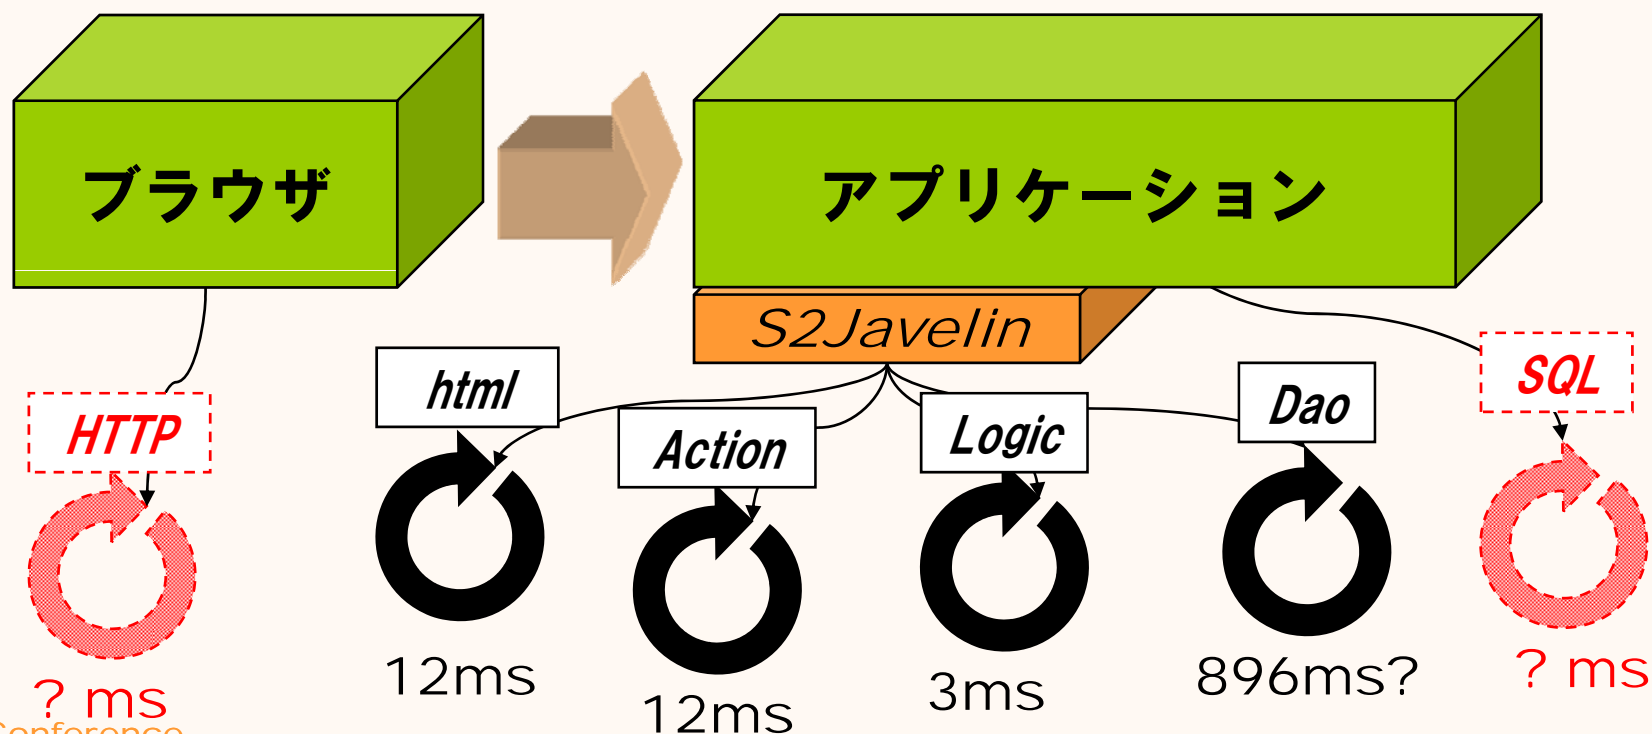 ブラウザ
アプリケーション
S2Javelin
HTTP
html
Action
Logic
Dao
SQL
? ms
12ms
12ms
3ms
896ms?
? ms
Conference